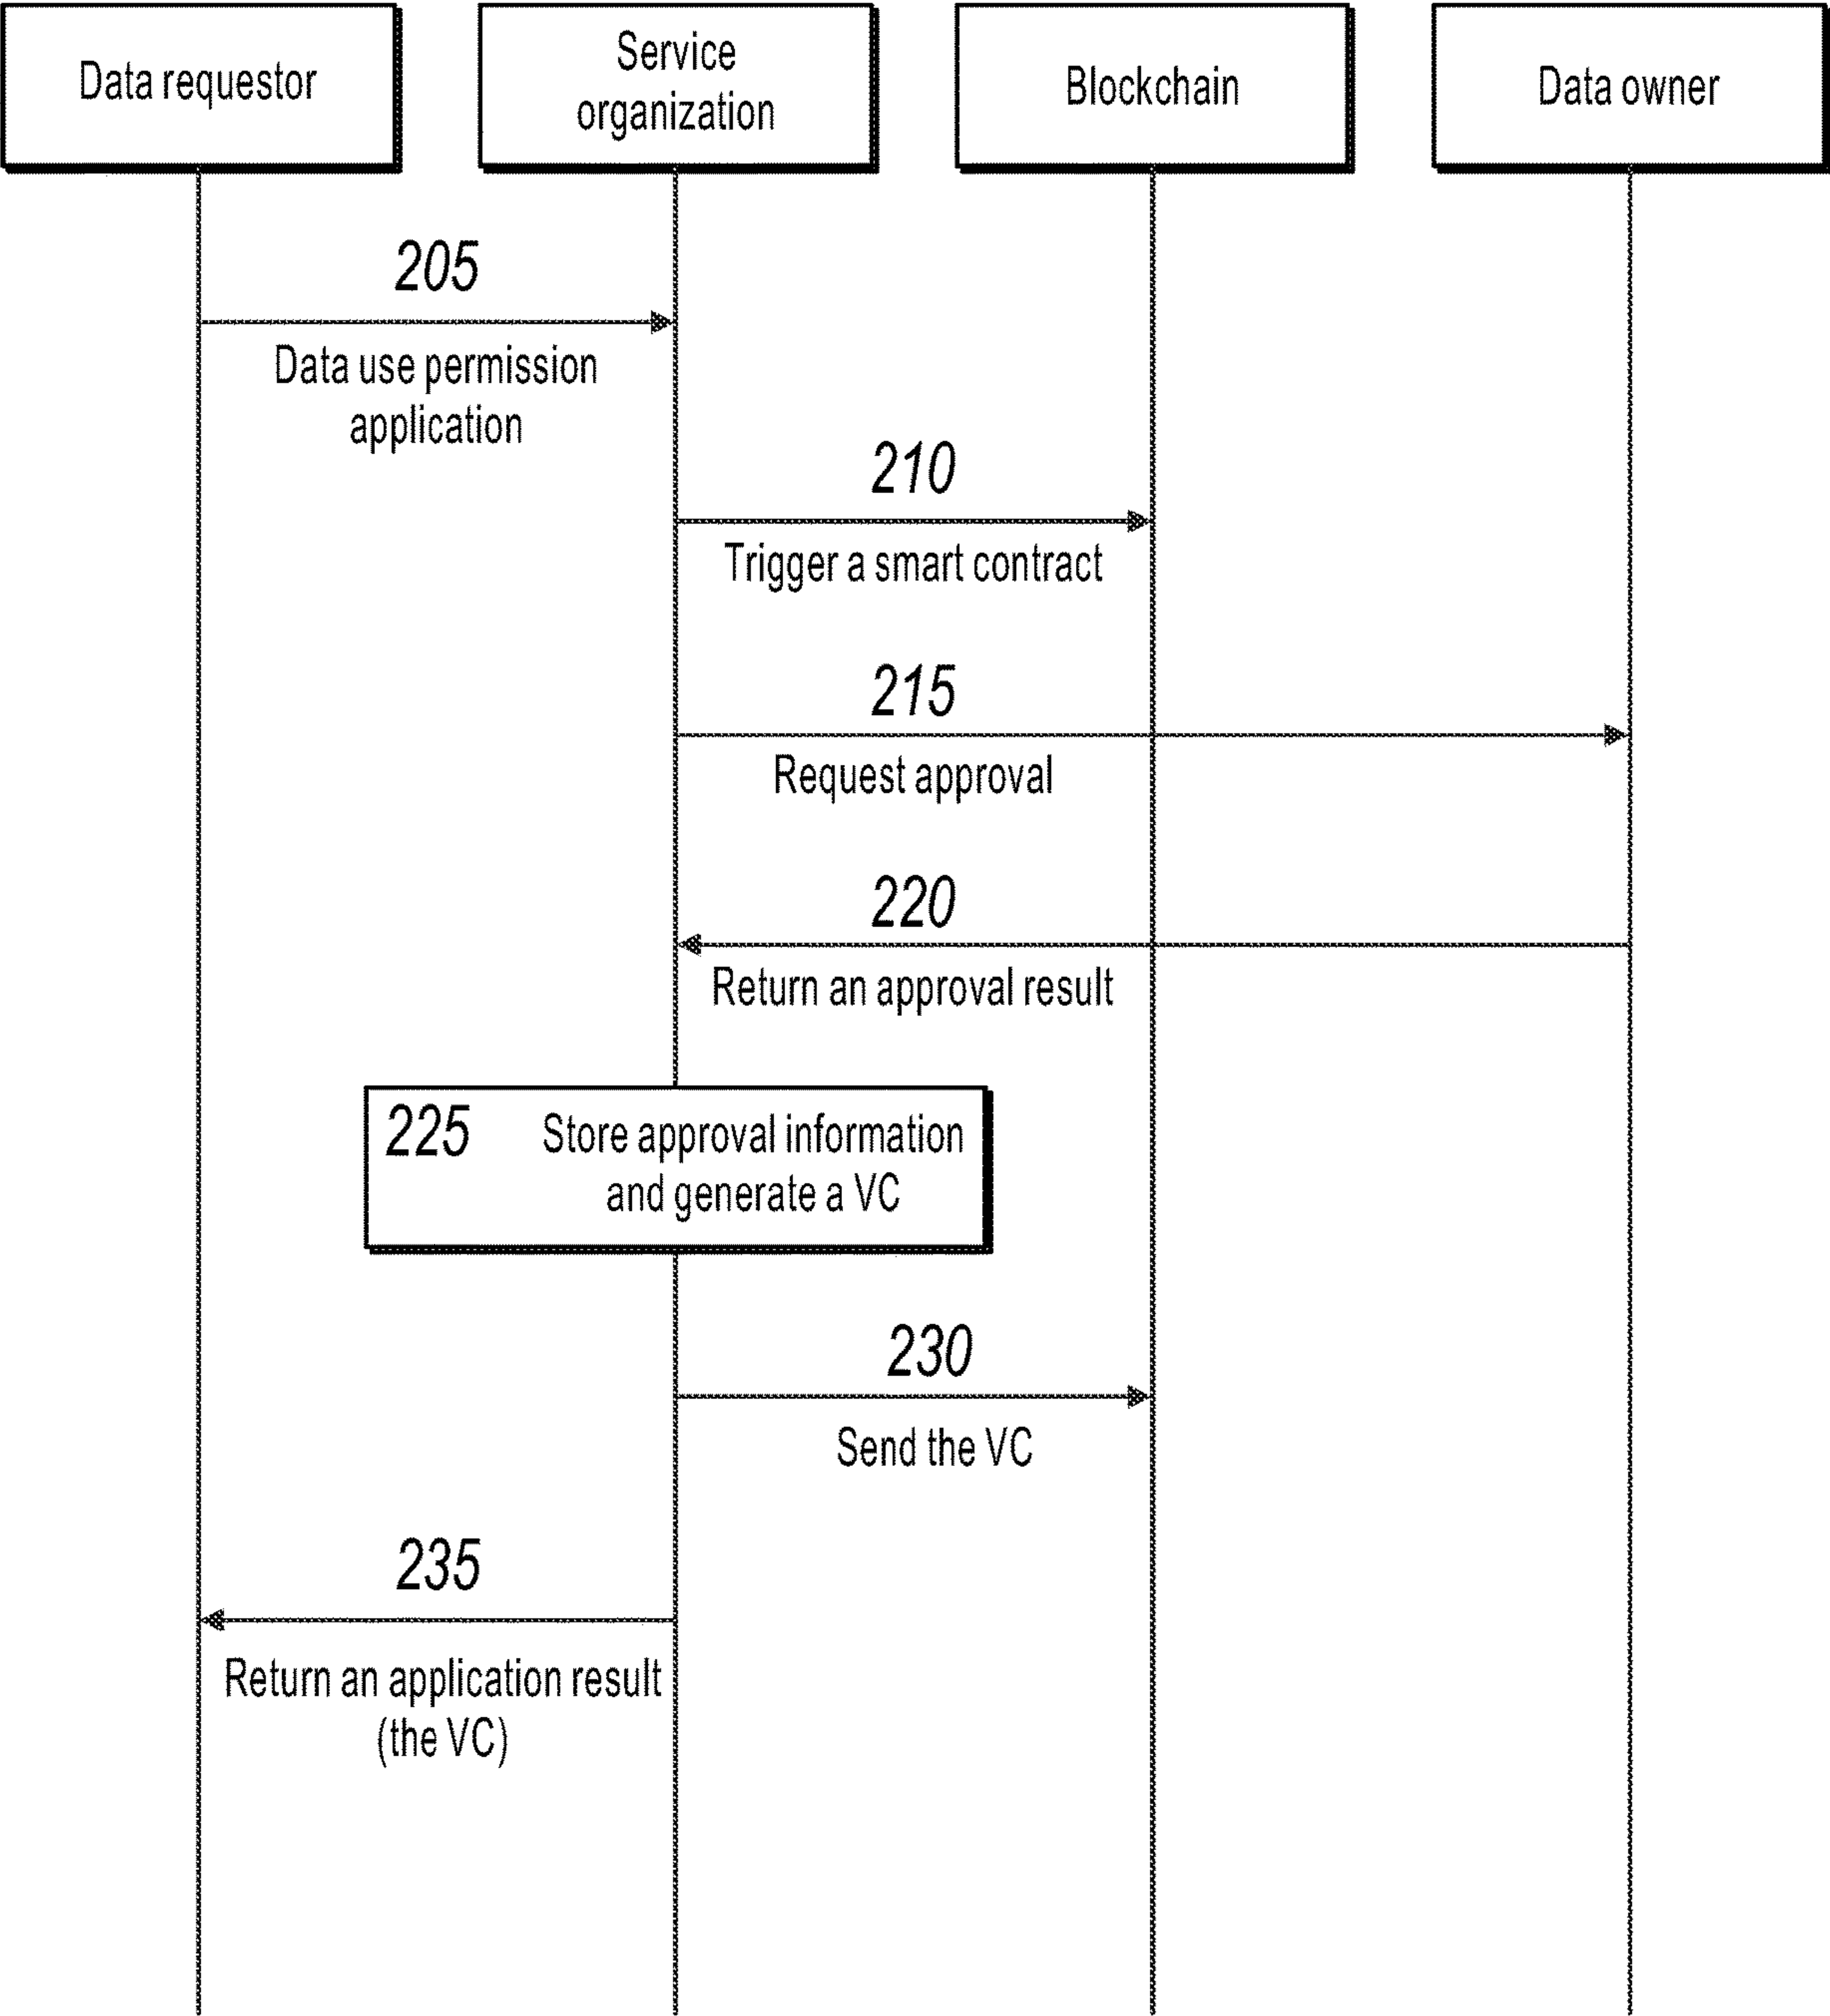 Data requestor
Service
organization
Blockchain
Data owner
205
Data use permission
application
210
Trigger a smart contract
215
Request approval
220
Return an approval result
225
Store approval information
and generate a VC
230
Send the VC
235
Return an application result
(the VC)